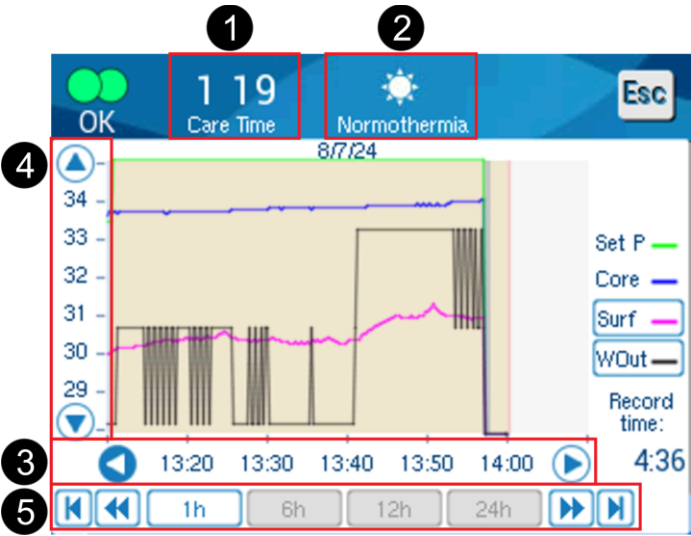 1 2
OK 1 19 Care Time Normothermia Esc
8/7/24
4
34
33
32
31
30
29
Set P
Core
Surf
WOut
Record
time:
4:36
3 13:20 13:30 13:40 13:50 14:00
5 1h 6h 12h 24h